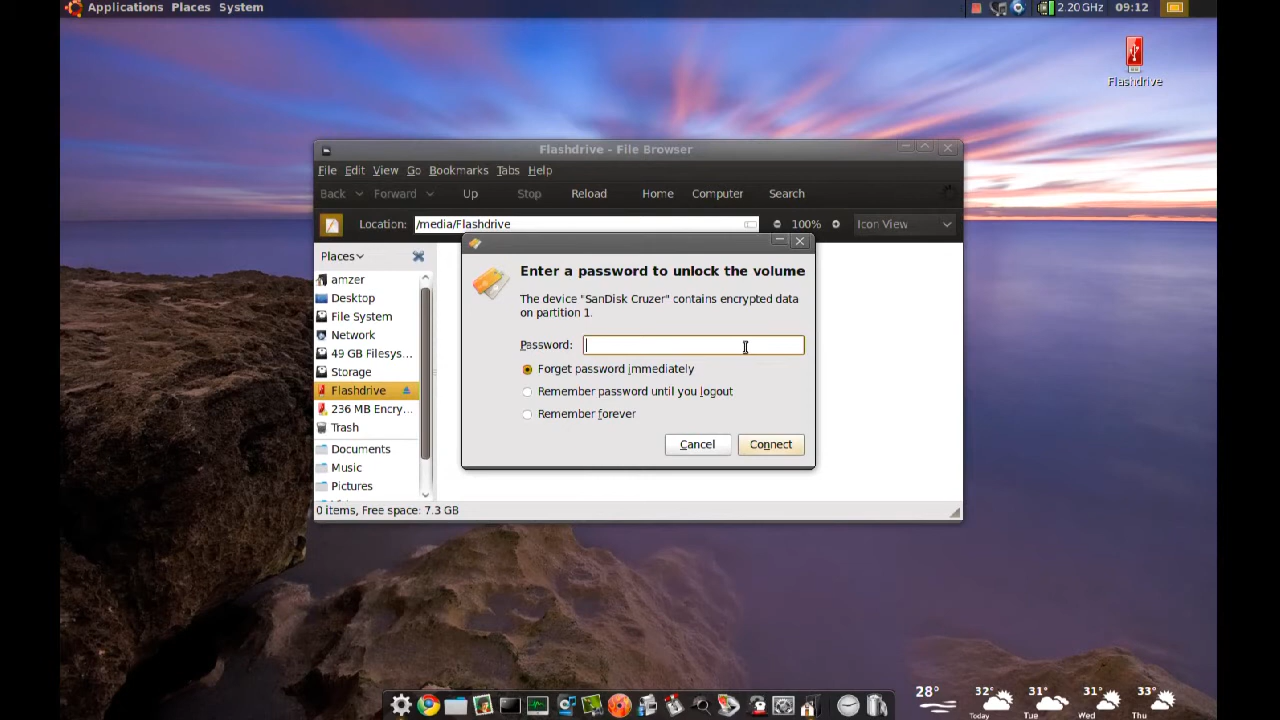 Applications Places System
2.20 GHz 09:12
Flashdrive
Flashdrive - File Browser
File Edit View Go Bookmarks Tabs Help
Back Forward Up Stop Reload Home Computer Search
Location: /media/Flashdrive 100% Icon View
Places
amzer
Desktop
File System
Network
49 GB Filesys...
Storage
Flashdrive
236 MB Encry...
Trash
Documents
Music
Pictures
Enter a password to unlock the volume
The device "SanDisk Cruzer" contains encrypted data
on partition 1.
Password:
Forget password immediately
Remember password until you logout
Remember forever
Cancel Connect
0 items, Free space: 7.3 GB
28° 32° 31° 31° 33°
Today Tue Wed Thu